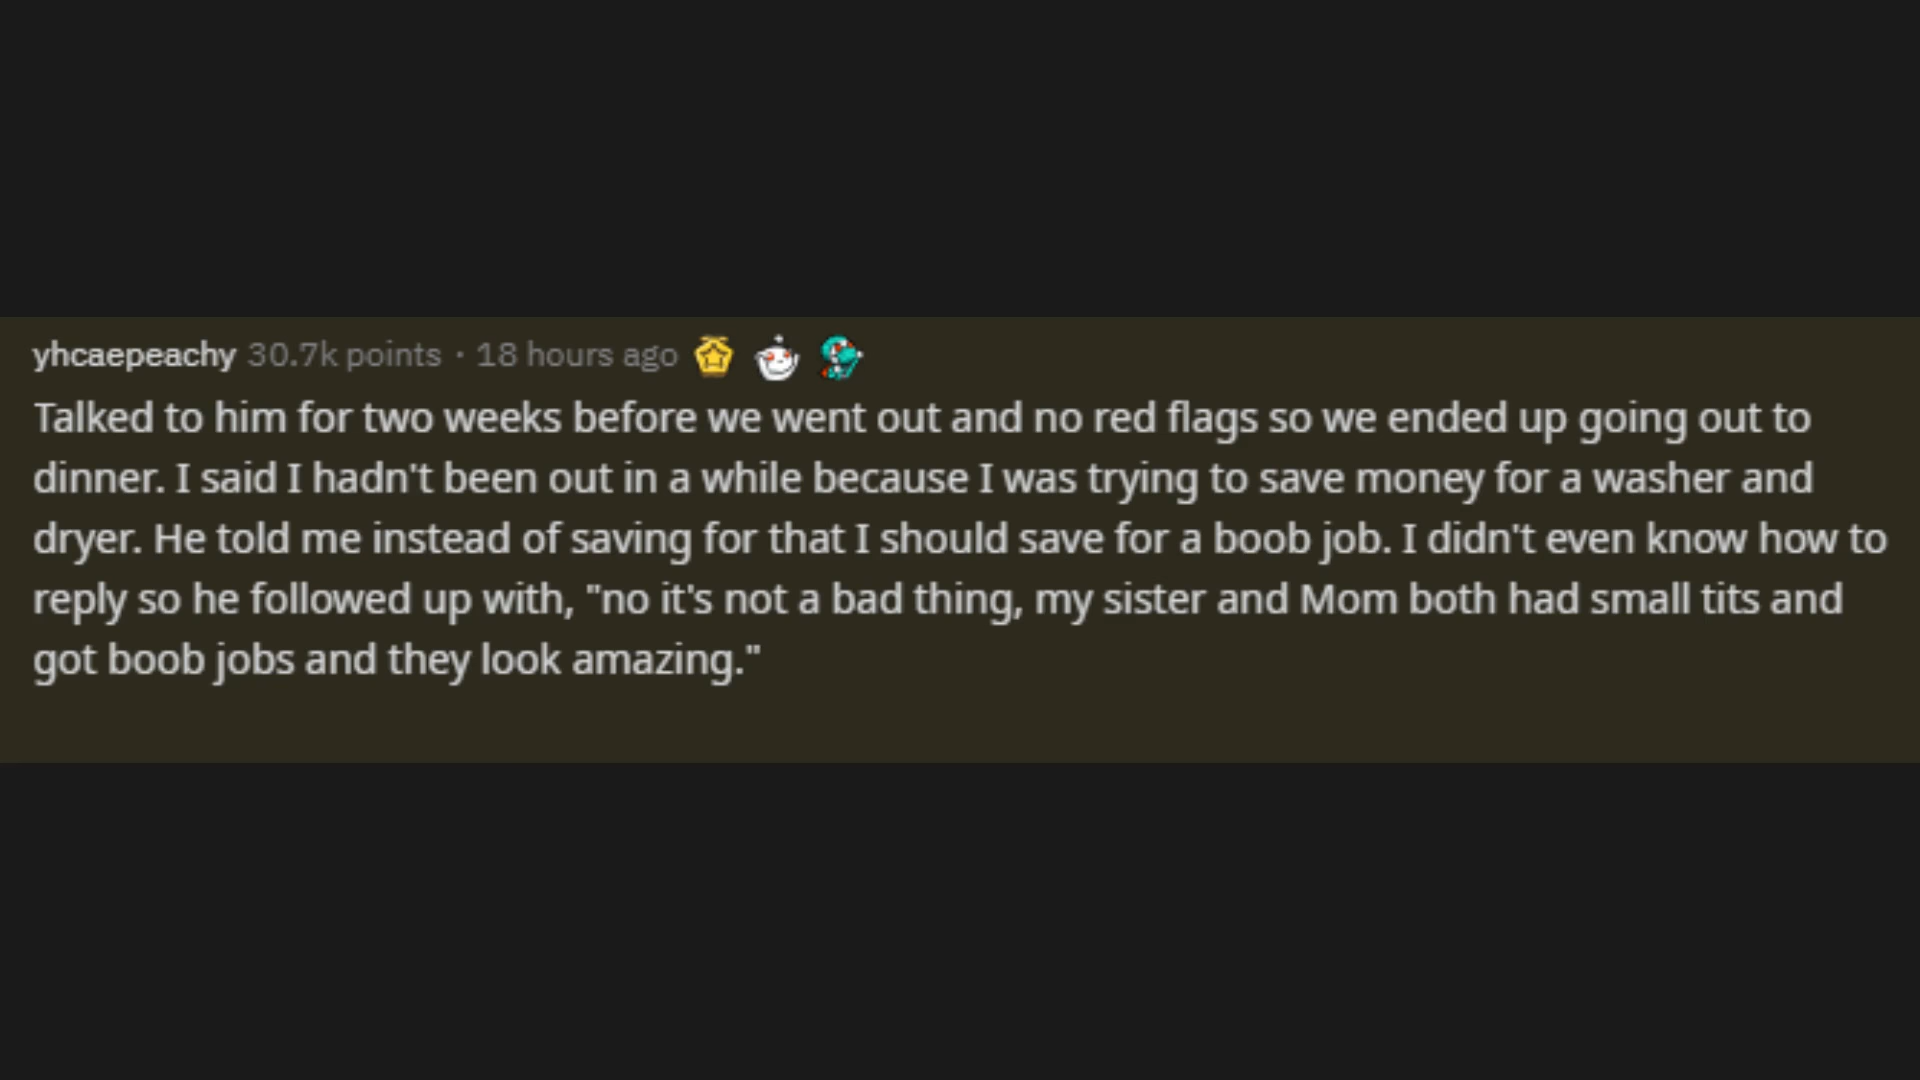 yhcaepeachy 30.7k points · 18 hours ago
Talked to him for two weeks before we went out and no red flags so we ended up going out to
dinner. I said I hadn't been out in a while because I was trying to save money for a washer and
dryer. He told me instead of saving for that I should save for a boob job. I didn't even know how to
reply so he followed up with, "no it's not a bad thing, my sister and Mom both had small tits and
got boob jobs and they look amazing."